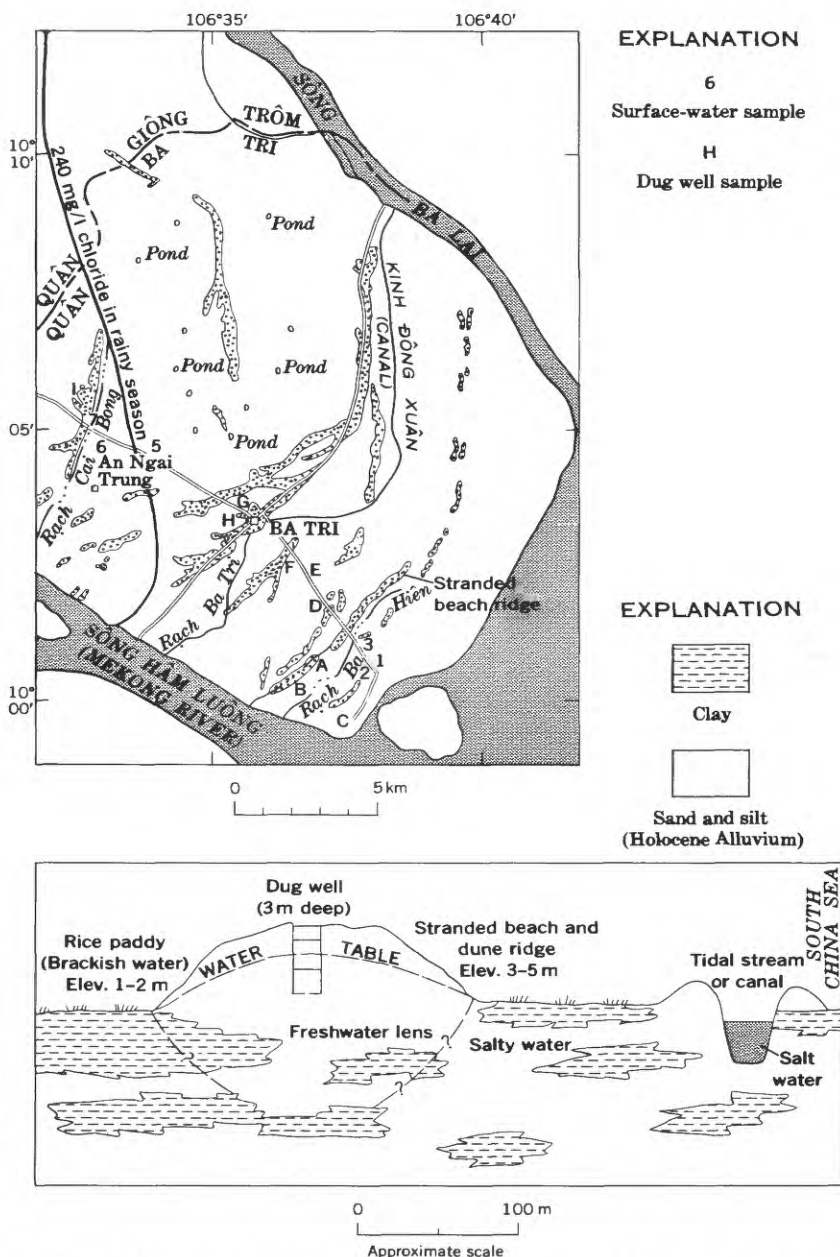 106°35′
106°40′
10°
10′
05′
10°
00′
SÔNG
BA LAI
GIÔNG
TRÔM
BA
TRI
240 mg/l chloride in rainy season
QUÂN
QUÂN
Pond
Pond
Pond
Pond
Pond
KINH ĐÔNG XUÂN
(CANAL)
Rạch Cai Bong
6
5
An Ngai
Trung
G
H
BA TRI
F
E
D
Rạch Ba Tri
Stranded
beach ridge
Rạch Ba Hiên
3
A
1
2
B
C
SÔNG HÂM LUÔNG
(MEKONG RIVER)
0
5 km
EXPLANATION
6
Surface-water sample
H
Dug well sample
EXPLANATION
Clay
Sand and silt
(Holocene Alluvium)
Rice paddy
(Brackish water)
Elev. 1–2 m
Dug well
(3 m deep)
WATER TABLE
Stranded beach and
dune ridge
Elev. 3–5 m
Tidal stream
or canal
SOUTH
CHINA SEA
Freshwater lens
?
?
Salty water
Salt
water
0
100 m
Approximate scale